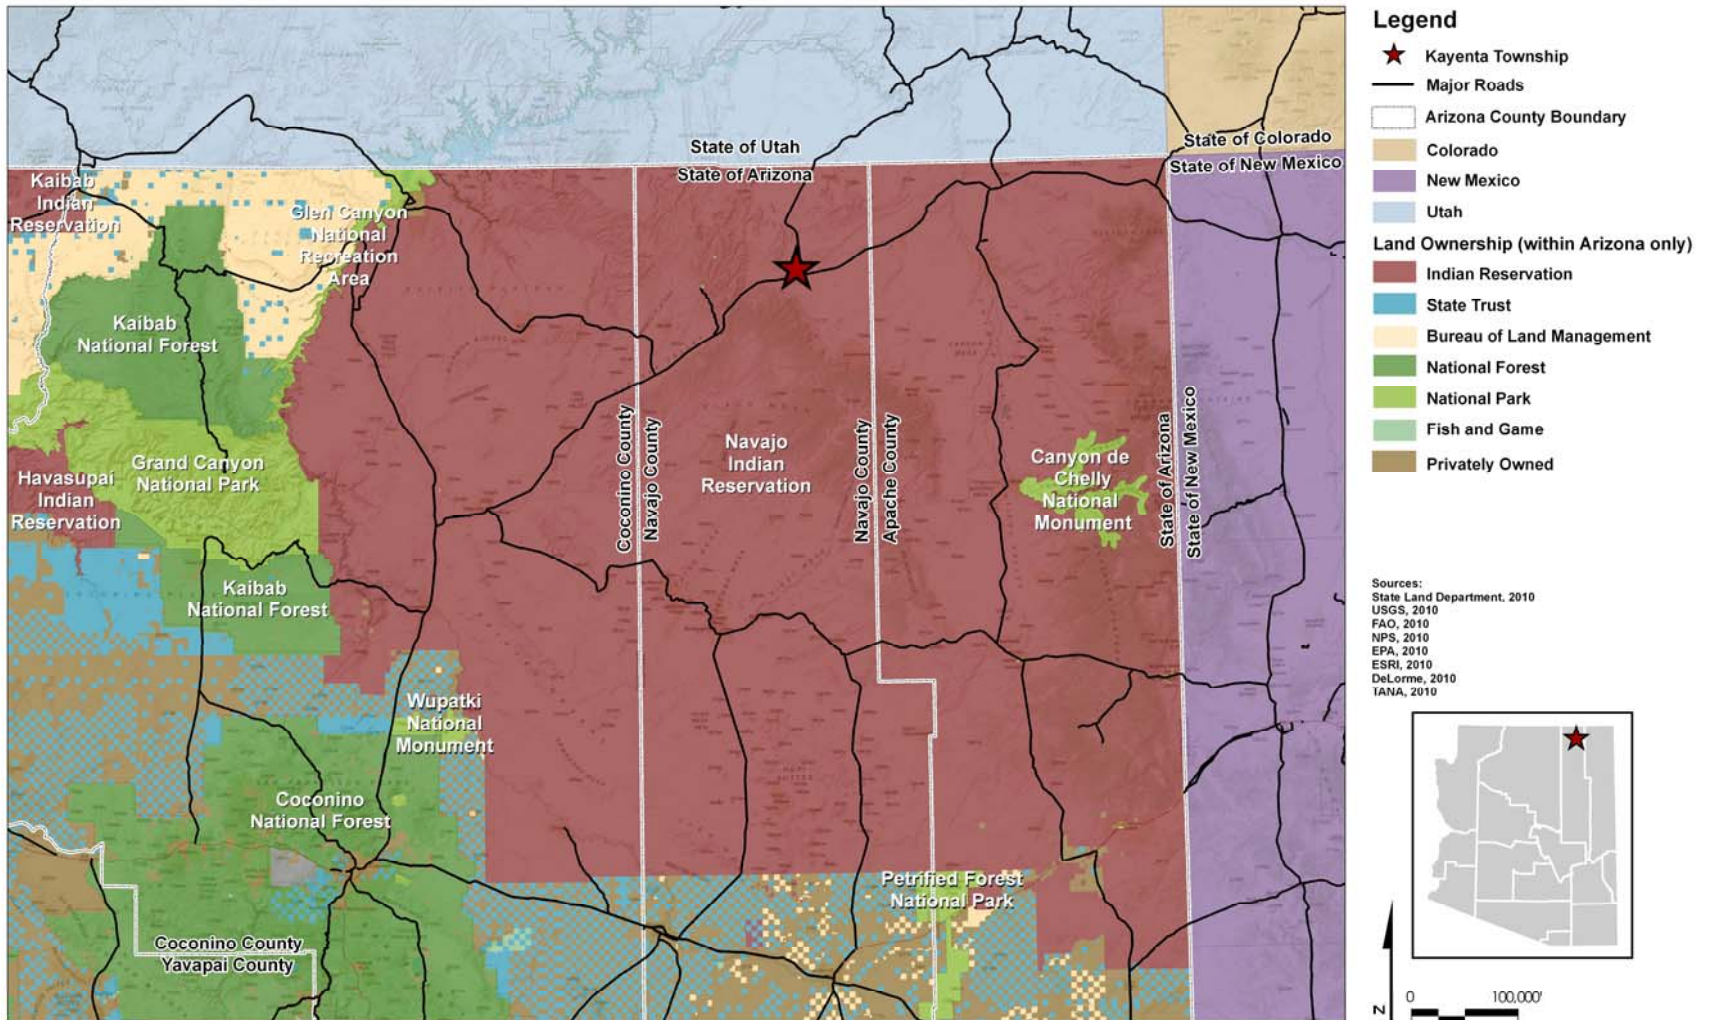 State of Utah
State of Arizona
State of Colorado
State of New Mexico
Kaibab
Indian
Reservation
Glen Canyon
National
Recreation
Area
Kaibab
National Forest
Grand Canyon
National Park
Havasupai
Indian
Reservation
Kaibab
National Forest
Coconino County
Navajo County
Navajo
Indian
Reservation
Navajo County
Apache County
Canyon de
Chelly
National
Monument
State of Arizona
State of New Mexico
Wupatki
National
Monument
Coconino
National Forest
Petrified Forest
National Park
Coconino County
Yavapai County
Legend
Kayenta Township
Major Roads
Arizona County Boundary
Colorado
New Mexico
Utah
Land Ownership (within Arizona only)
Indian Reservation
State Trust
Bureau of Land Management
National Forest
National Park
Fish and Game
Privately Owned
Sources:
State Land Department. 2010
USGS, 2010
FAO, 2010
NPS, 2010
EPA, 2010
ESRI, 2010
DeLorme, 2010
TANA, 2010
N
0 100,000'